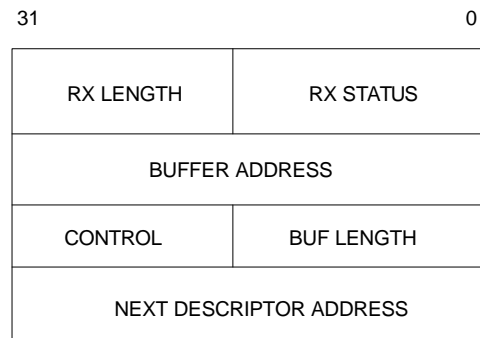 31 0
RX LENGTH RX STATUS
BUFFER ADDRESS
CONTROL BUF LENGTH
NEXT DESCRIPTOR ADDRESS